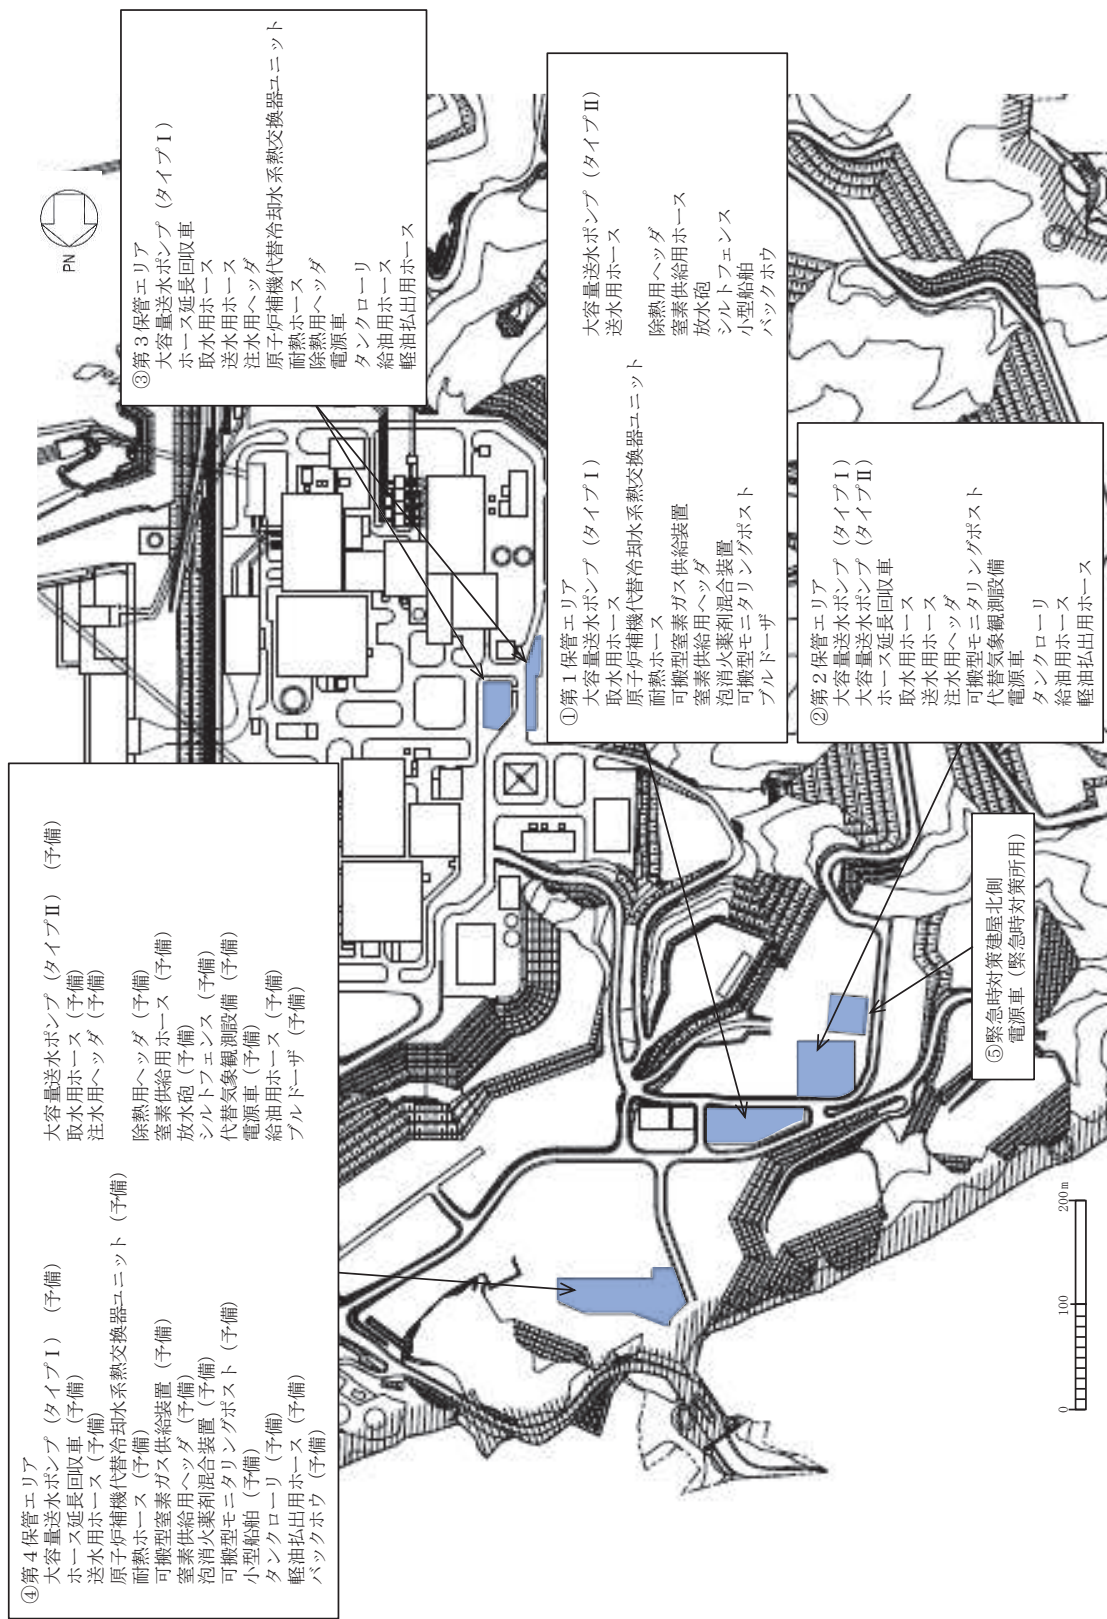 PN
③第3保管エリア
大容量送水ポンプ（タイプⅠ）
ホース延長回収車
取水用ホース
送水用ホース
注水用ヘッダ
原子炉補機代替冷却水系熱交換器ユニット
耐熱ホース
除熱用ヘッダ
電源車
タンクローリ
給油用ホース
軽油払出用ホース
①第1保管エリア
大容量送水ポンプ（タイプⅠ）
取水用ホース
原子炉補機代替冷却水系熱交換器ユニット
耐熱ホース
可搬型窒素ガス供給装置
窒素供給用ヘッダ
泡消火薬剤混合装置
可搬型モニタリングポスト
ブルドーザ
大容量送水ポンプ（タイプⅡ）
送水用ホース
除熱用ヘッダ
窒素供給用ホース
放水砲
シルトフェンス
小型船舶
バックホウ
②第2保管エリア
大容量送水ポンプ（タイプⅠ）
大容量送水ポンプ（タイプⅡ）
ホース延長回収車
取水用ホース
送水用ホース
注水用ヘッダ
可搬型モニタリングポスト
代替気象観測設備
電源車
タンクローリ
給油用ホース
軽油払出用ホース
④第4保管エリア
大容量送水ポンプ（タイプⅠ）（予備）
ホース延長回収車（予備）
送水用ホース（予備）
原子炉補機代替冷却水系熱交換器ユニット（予備）
耐熱ホース（予備）
可搬型窒素ガス供給装置（予備）
窒素供給用ヘッダ（予備）
泡消火薬剤混合装置（予備）
可搬型モニタリングポスト（予備）
小型船舶（予備）
タンクローリ（予備）
軽油払出用ホース（予備）
バックホウ（予備）
大容量送水ポンプ（タイプⅡ）（予備）
取水用ホース（予備）
注水用ヘッダ（予備）
除熱用ヘッダ（予備）
窒素供給用ホース（予備）
放水砲（予備）
シルトフェンス（予備）
代替気象観測設備（予備）
電源車（予備）
給油用ホース（予備）
ブルドーザ（予備）
⑤緊急時対策建屋北側
電源車（緊急時対策所用）
0 100 200m